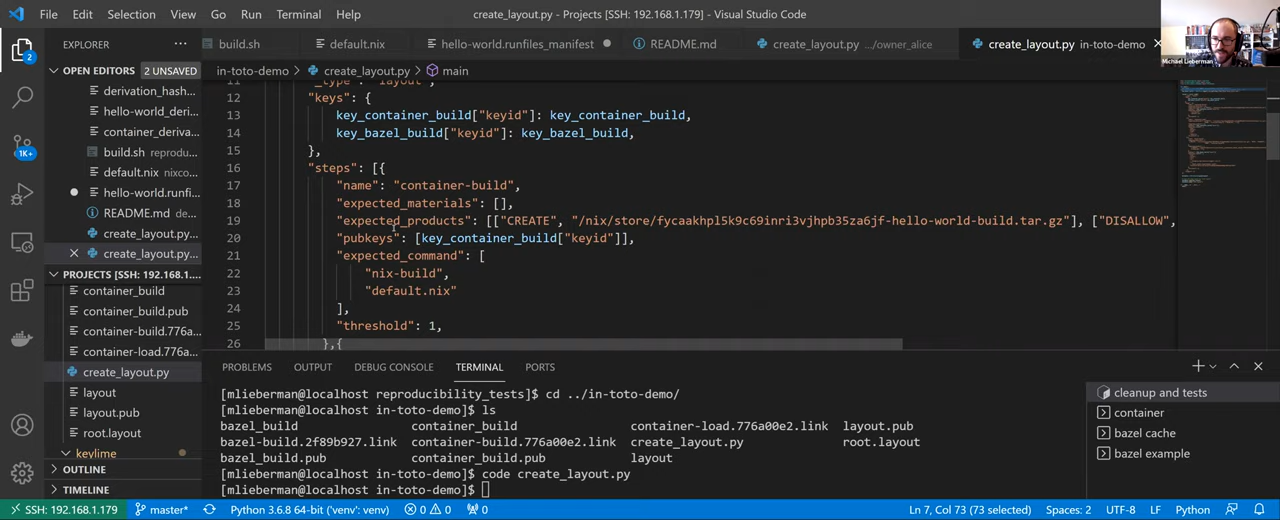 File Edit Selection View Go Run Terminal Help
create_layout.py - Projects [SSH: 192.168.1.179] - Visual Studio Code
Michael Lieberman
EXPLORER ...
build.sh default.nix hello-world.runfiles_manifest README.md create_layout.py .../owner_alice create_layout.py in-toto-demo
2
OPEN EDITORS 2 UNSAVED
derivation_hash...
hello-world_deri...
container_deriva...
build.sh reprodu...
default.nix nixco...
hello-world.runfi...
README.md in-to...
create_layout.py...
create_layout.py...
1K+
PROJECTS [SSH: 192.168.1....
container_build
container_build.pub
container-build.776a...
container-load.776a...
create_layout.py
layout
layout.pub
root.layout
keylime
OUTLINE
TIMELINE
in-toto-demo > create_layout.py > main
11 "_type": "layout",
12 "keys": {
13 key_container_build["keyid"]: key_container_build,
14 key_bazel_build["keyid"]: key_bazel_build,
15 },
16 "steps": [{
17 "name": "container-build",
18 "expected_materials": [],
19 "expected_products": [["CREATE", "/nix/store/fycaakhpl5k9c69inri3vjhpb35za6jf-hello-world-build.tar.gz"], ["DISALLOW",
20 "pubkeys": [key_container_build["keyid"]],
21 "expected_command": [
22 "nix-build",
23 "default.nix"
24 ],
25 "threshold": 1,
26 },{
PROBLEMS OUTPUT DEBUG CONSOLE TERMINAL PORTS
[mlieberman@localhost reproducibility_tests]$ cd ../in-toto-demo/
[mlieberman@localhost in-toto-demo]$ ls
bazel_build container_build container-load.776a00e2.link layout.pub
bazel-build.2f89b927.link container-build.776a00e2.link create_layout.py root.layout
bazel_build.pub container_build.pub layout
[mlieberman@localhost in-toto-demo]$ code create_layout.py
[mlieberman@localhost in-toto-demo]$
cleanup and tests
container
bazel cache
bazel example
SSH: 192.168.1.179 master* Python 3.6.8 64-bit ('venv': venv) 0 0 0 Ln 7, Col 73 (73 selected) Spaces: 2 UTF-8 LF Python